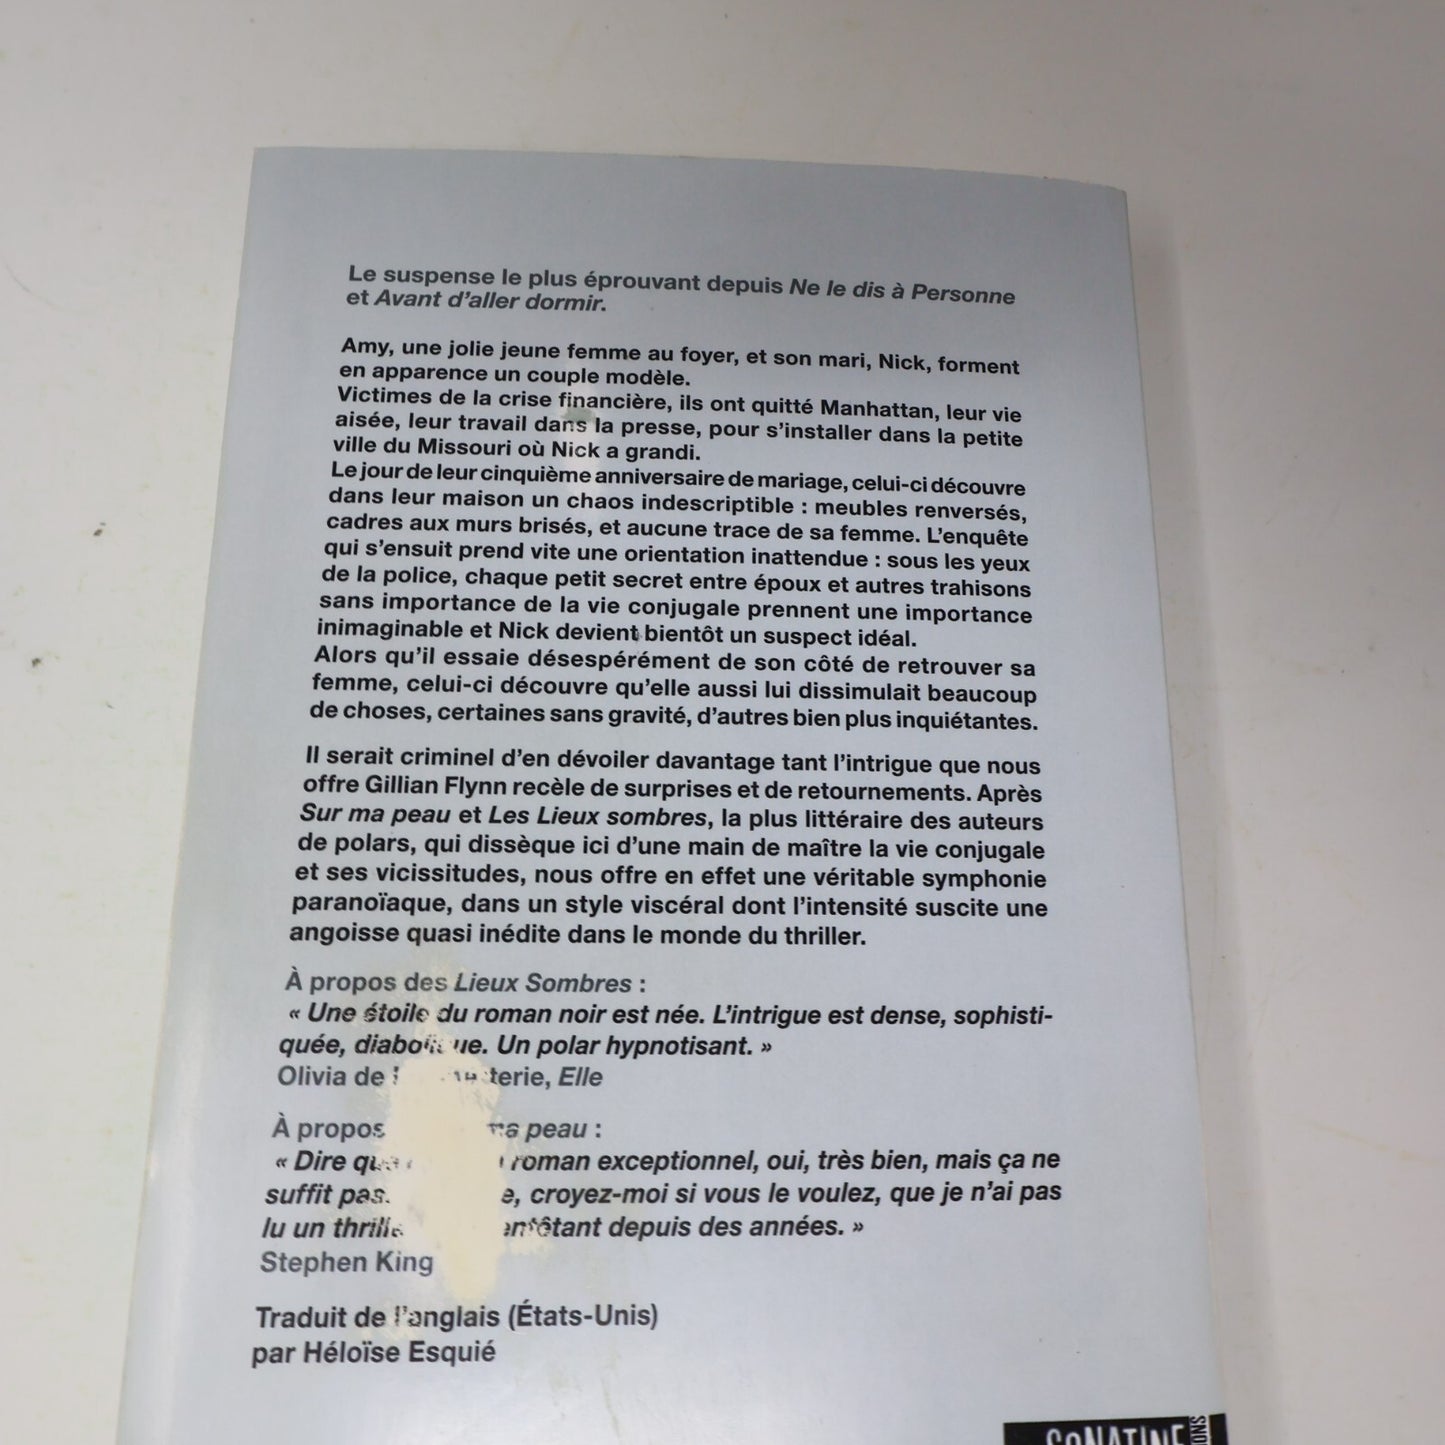 Le suspense le plus éprouvant depuis Ne le dis à Personne
et Avant d'aller dormir.
Amy, une jolie jeune femme au foyer, et son mari, Nick, forment
en apparence un couple modèle.
Victimes de la crise financière, ils ont quitté Manhattan, leur vie
aisée, leur travail dans la presse, pour s'installer dans la petite
ville du Missouri où Nick a grandi.
Le jour de leur cinquième anniversaire de mariage, celui-ci découvre
dans leur maison un chaos indescriptible : meubles renversés,
cadres aux murs brisés, et aucune trace de sa femme. L'enquête
qui s'ensuit prend vite une orientation inattendue : sous les yeux
de la police, chaque petit secret entre époux et autres trahisons
sans importance de la vie conjugale prennent une importance
inimaginable et Nick devient bientôt un suspect idéal.
Alors qu'il essaie désespérément de son côté de retrouver sa
femme, celui-ci découvre qu'elle aussi lui dissimulait beaucoup
de choses, certaines sans gravité, d'autres bien plus inquiétantes.
Il serait criminel d'en dévoiler davantage tant l'intrigue que nous
offre Gillian Flynn recèle de surprises et de retournements. Après
Sur ma peau et Les Lieux sombres, la plus littéraire des auteurs
de polars, qui dissèque ici d'une main de maître la vie conjugale
et ses vicissitudes, nous offre en effet une véritable symphonie
paranoïaque, dans un style viscéral dont l'intensité suscite une
angoisse quasi inédite dans le monde du thriller.
À propos des Lieux Sombres :
« Une étoile du roman noir est née. L'intrigue est dense, sophisti-
quée, diabolique. Un polar hypnotisant. »
Olivia de Elle
À propos ma peau :
« Dire roman exceptionnel, oui, très bien, mais ça ne
suffit pas. croyez-moi si vous le voulez, que je n'ai pas
lu un entêtant depuis des années. »
Stephen King
Traduit de l'anglais (États-Unis)
par Héloïse Esquié
SONATINE